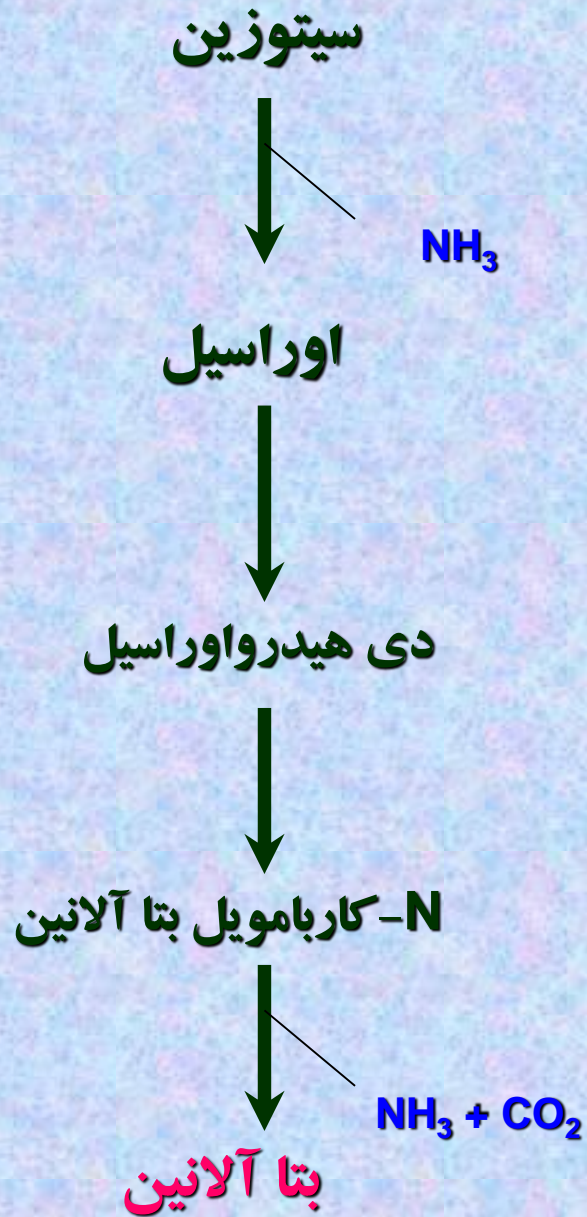 سیتوزین
NH₃
اوراسیل
دی هیدرواوراسیل
N-کاربامویل بتا آلانین
NH₃ + CO₂
بتا آلانین